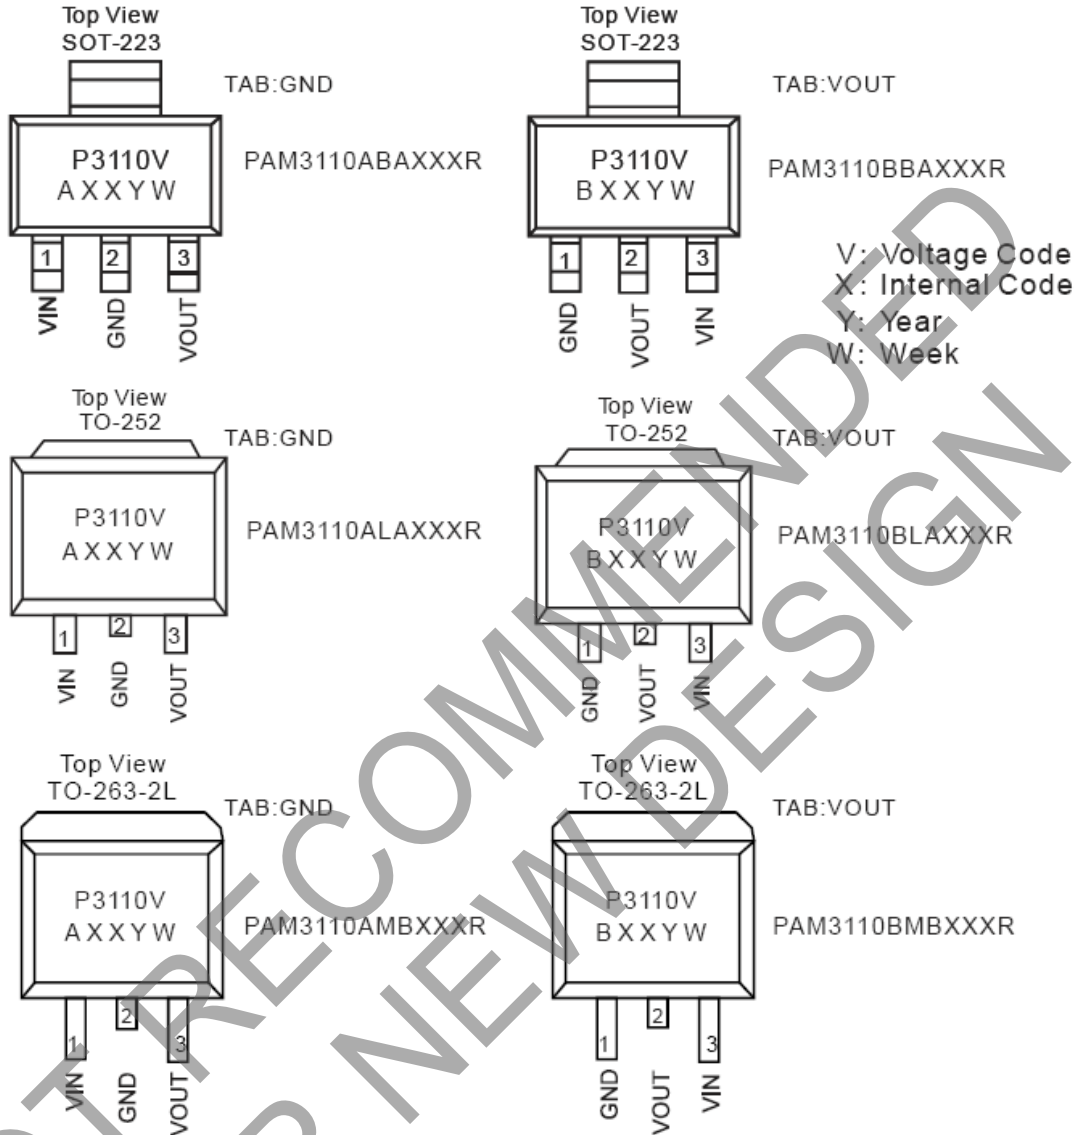 Top View
SOT-223
TAB:GND
P3110V
AXXYW
PAM3110ABAXXXR
1
2
3
VIN
GND
VOUT
Top View
SOT-223
TAB:VOUT
P3110V
BXXYW
PAM3110BBAXXXR
1
2
3
GND
VOUT
VIN
V: Voltage Code
X: Internal Code
Y: Year
W: Week
Top View
TO-252
TAB:GND
P3110V
AXXYW
PAM3110ALAXXXR
1
2
3
VIN
GND
VOUT
Top View
TO-252
TAB:VOUT
P3110V
BXXYW
PAM3110BLAXXXR
1
2
3
GND
VOUT
VIN
Top View
TO-263-2L
TAB:GND
P3110V
AXXYW
PAM3110AMBXXXR
1
2
3
VIN
GND
VOUT
Top View
TO-263-2L
TAB:VOUT
P3110V
BXXYW
PAM3110BMBXXXR
1
2
3
GND
VOUT
VIN
RECOMMENDED
NEW DESIGN